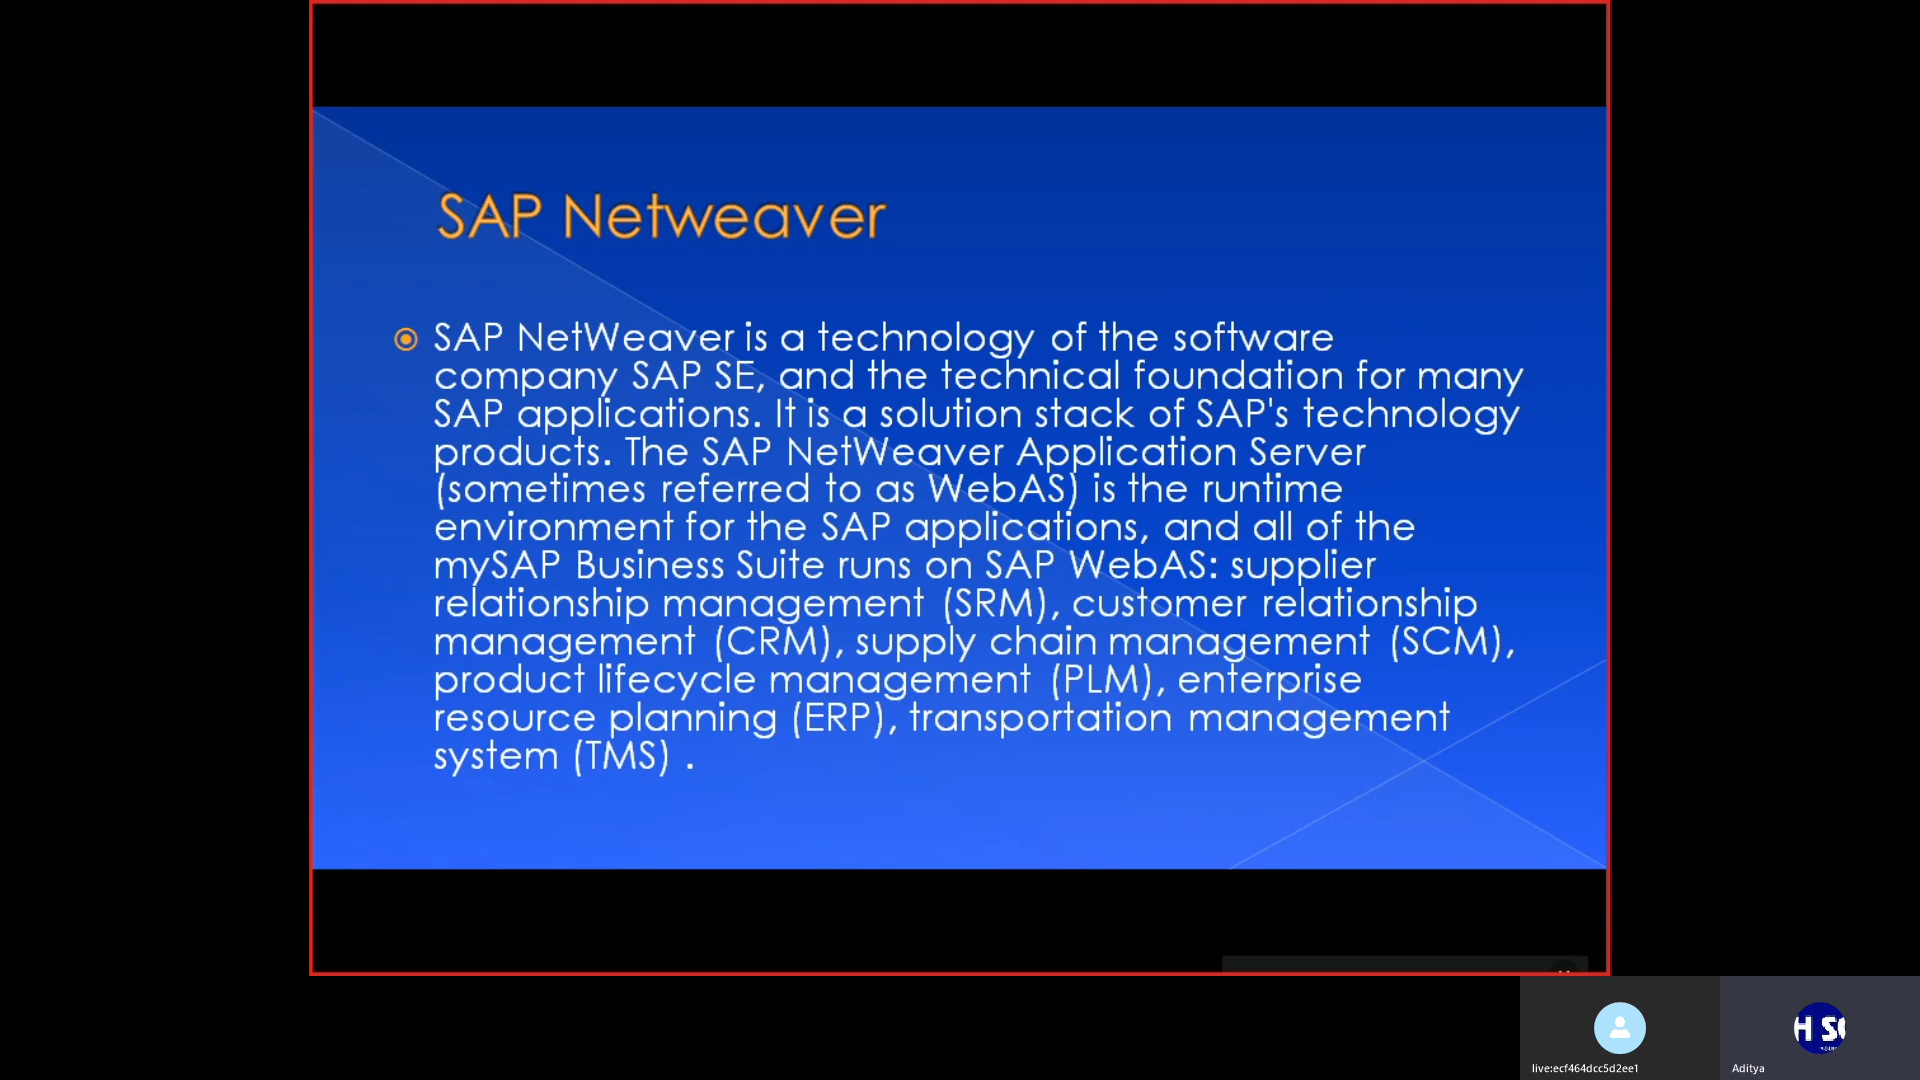 SAP Netweaver
SAP NetWeaver is a technology of the software
company SAP SE, and the technical foundation for many
SAP applications. It is a solution stack of SAP's technology
products. The SAP NetWeaver Application Server
(sometimes referred to as WebAS) is the runtime
environment for the SAP applications, and all of the
mySAP Business Suite runs on SAP WebAS: supplier
relationship management (SRM), customer relationship
management (CRM), supply chain management (SCM),
product lifecycle management (PLM), enterprise
resource planning (ERP), transportation management
system (TMS) .
H S
live:ecf464dcc5d2ee1
Aditya